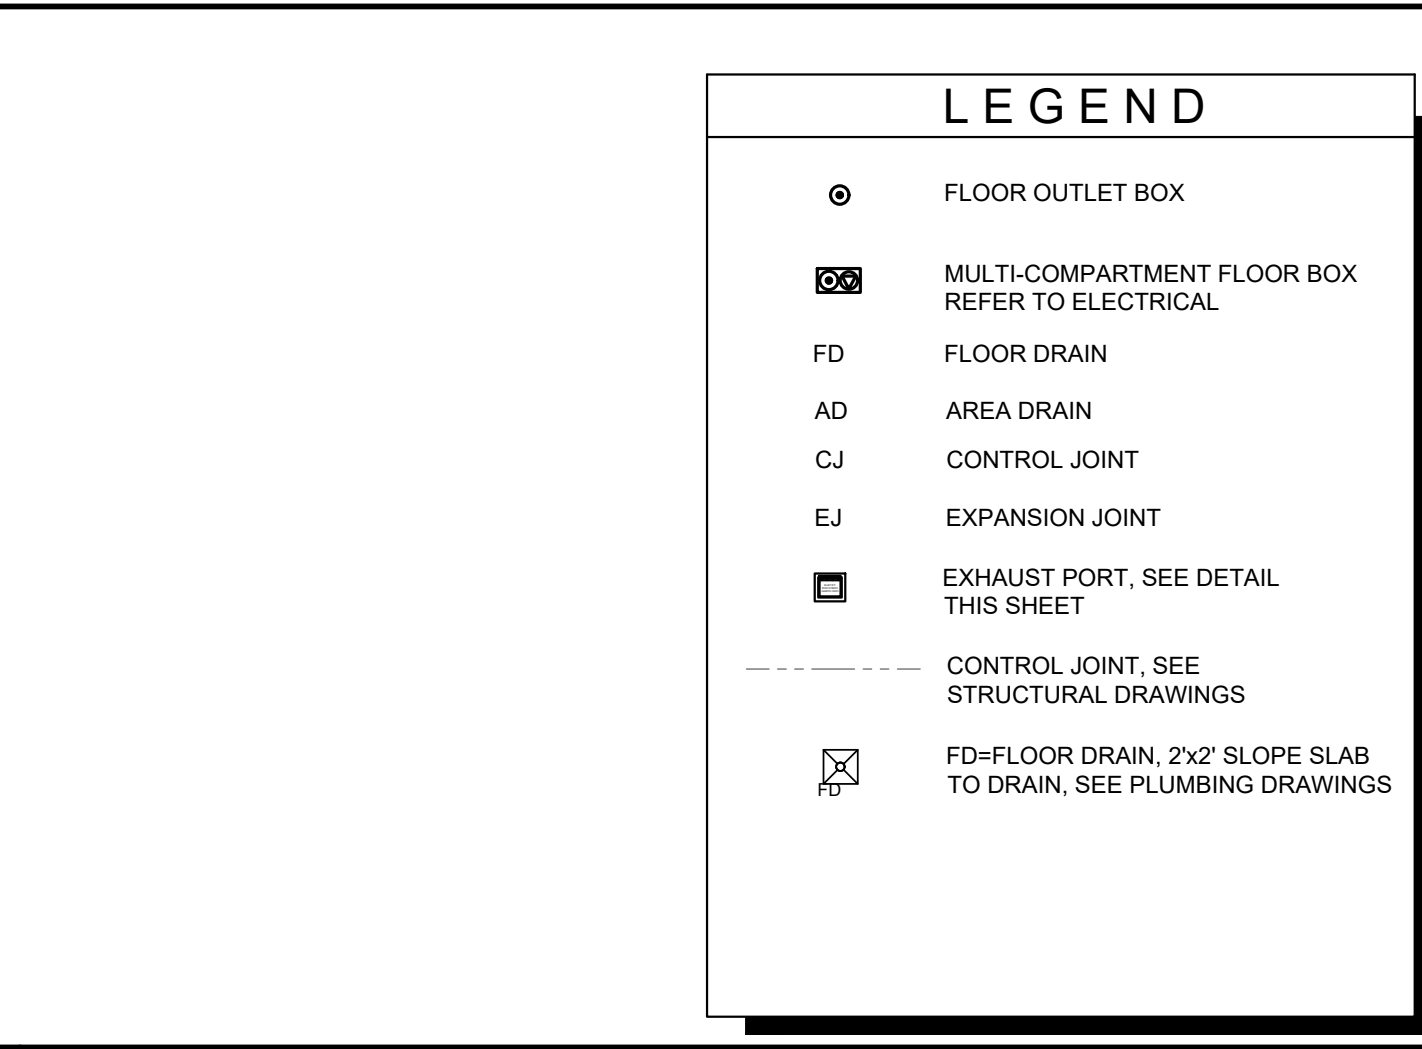 LEGEND
FLOOR OUTLET BOX
MULTI-COMPARTMENT FLOOR BOX
REFER TO ELECTRICAL
FD FLOOR DRAIN
AD AREA DRAIN
CJ CONTROL JOINT
EJ EXPANSION JOINT
EXHAUST PORT, SEE DETAIL
THIS SHEET
CONTROL JOINT, SEE
STRUCTURAL DRAWINGS
FD=FLOOR DRAIN, 2'x2' SLOPE SLAB
FD TO DRAIN, SEE PLUMBING DRAWINGS